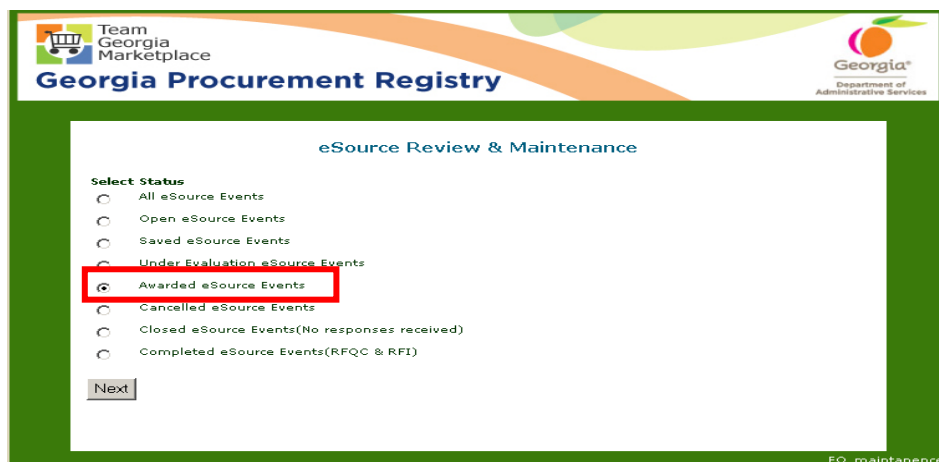 Team
Georgia
Marketplace
Georgia Procurement Registry
Georgia®
Department of
Administrative Services
eSource Review & Maintenance
Select Status
All eSource Events
Open eSource Events
Saved eSource Events
Under Evaluation eSource Events
Awarded eSource Events
Cancelled eSource Events
Closed eSource Events(No responses received)
Completed eSource Events(RFQC & RFI)
Next
EQ_maintanence